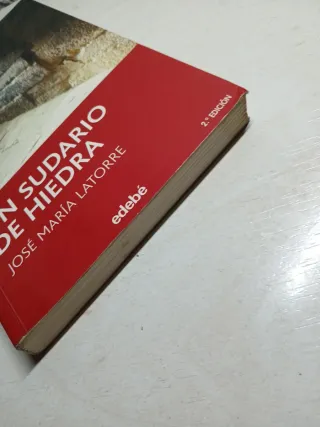 N SUDARIO
DE HIEDRA
JOSÉ MARÍA LATORRE
edebé
2.ª EDICIÓN